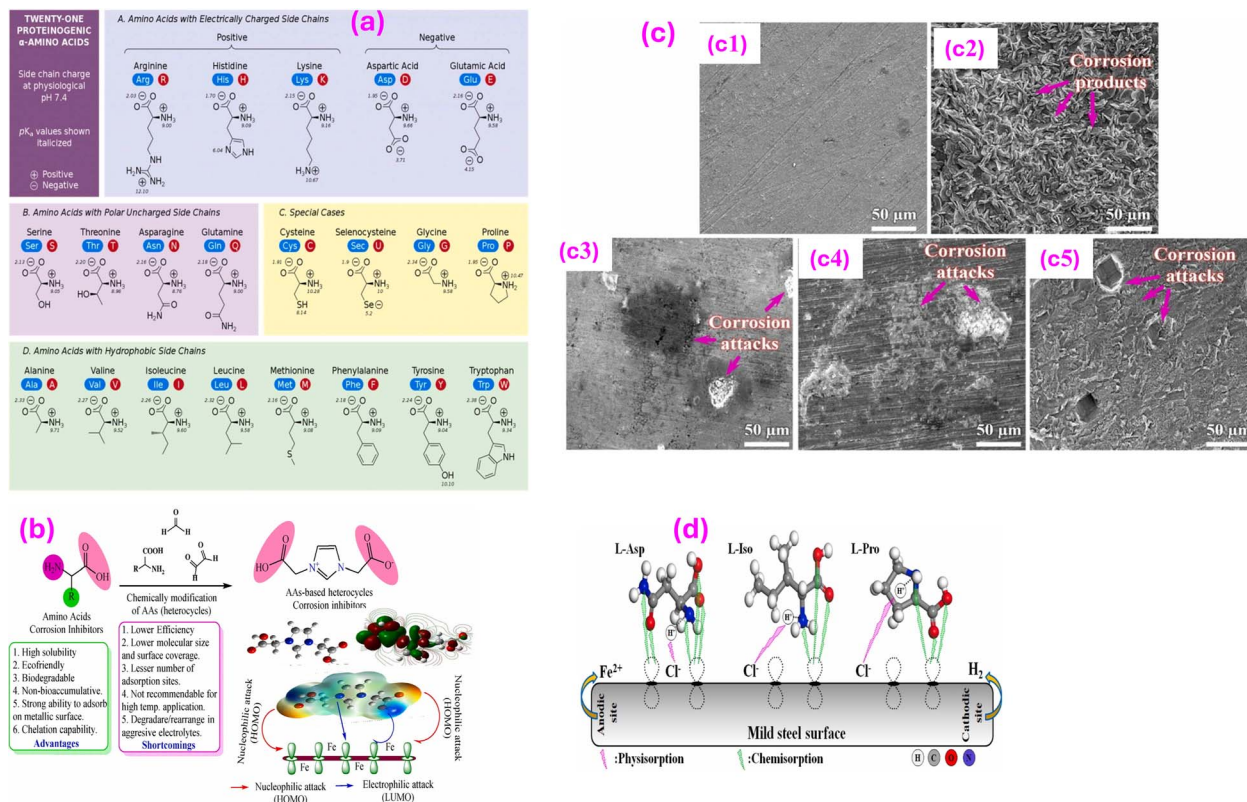 (a)
TWENTY-ONE
PROTEINOGENIC
α-AMINO ACIDS
Side chain charge
at physiological
pH 7.4
pKa values shown
italicized
⊕ Positive
⊖ Negative
A. Amino Acids with Electrically Charged Side Chains
Positive
Negative
Arginine
Arg R
Histidine
His H
Lysine
Lys K
Aspartic Acid
Asp D
Glutamic Acid
Glu E
B. Amino Acids with Polar Uncharged Side Chains
Serine
Ser S
Threonine
Thr T
Asparagine
Asn N
Glutamine
Gln Q
C. Special Cases
Cysteine
Cys C
Selenocysteine
Sec U
Glycine
Gly G
Proline
Pro P
D. Amino Acids with Hydrophobic Side Chains
Alanine
Ala A
Valine
Val V
Isoleucine
Ile I
Leucine
Leu L
Methionine
Met M
Phenylalanine
Phe F
Tyrosine
Tyr Y
Tryptophan
Trp W
(b)
Amino Acids
Corrosion Inhibitors
Chemically modification
of AAs (heterocycles)
AAs-based heterocycles
Corrosion inhibitors
1. High solubility
2. Ecofriendly
3. Biodegradable
4. Non-bioaccumulative.
5. Strong ability to adsorb
on metallic surface.
6. Chelation capability.
Advantages
1. Lower Efficiency
2. Lower molecular size
and surface coverage.
3. Lesser number of
adsorption sites.
4. Not recommendable for
high temp. application.
5. Degradare/rearrange in
aggresive electrolytes.
Shortcomings
Nucleophilic attack
(HOMO)
Nucleophilic attack
(HOMO)
Fe
Fe
Fe
Fe
Nucleophilic attack
(HOMO)
Electrophilic attack
(LUMO)
(c)
(c1)
50 μm
(c2)
Corrosion
products
50 μm
(c3)
Corrosion
attacks
50 μm
(c4)
Corrosion
attacks
50 μm
(c5)
Corrosion
attacks
50 μm
(d)
L-Asp
L-Iso
L-Pro
H⁺
H⁺
H⁺
Fe²⁺
Cl⁻
Cl⁻
Cl⁻
H₂
Anodic
site
Cathodic
site
Mild steel surface
:Physisorption
:Chemisorption
H C O N